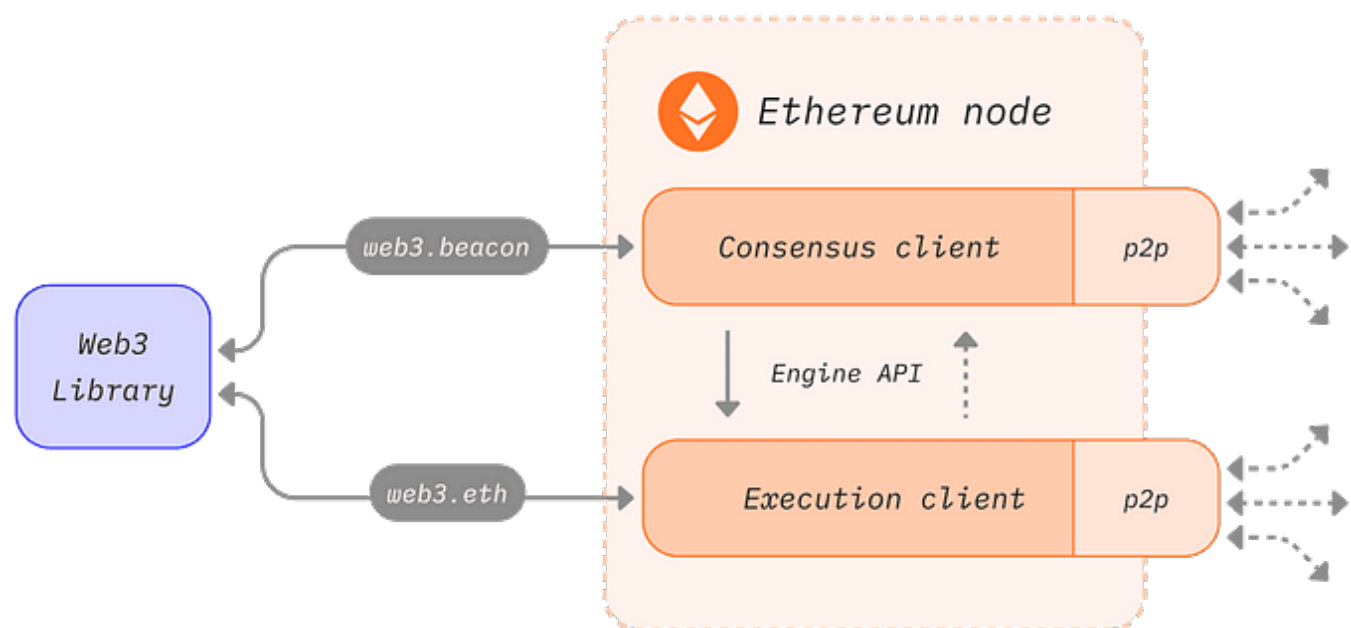 Ethereum node
web3.beacon
Consensus client
p2p
Web3
Library
Engine API
web3.eth
Execution client
p2p